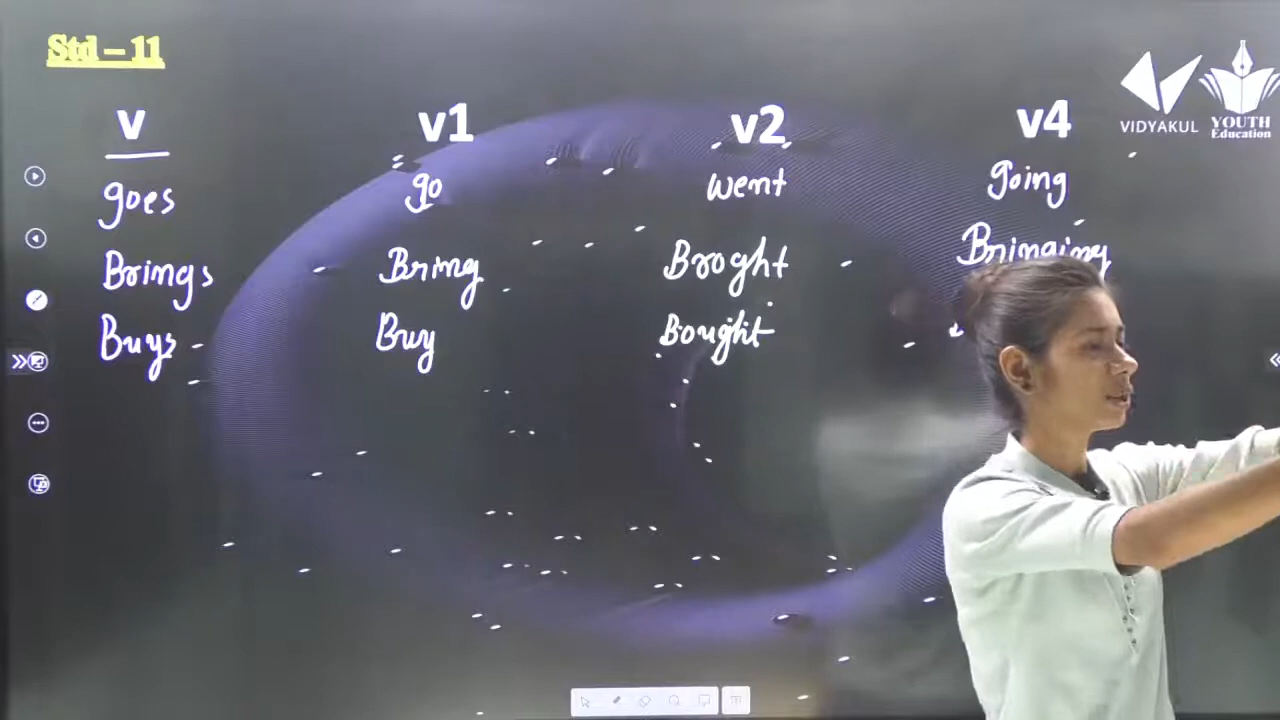 Std – 11
v v1 v2 v4
VIDYAKUL YOUTH Education
goes go went going
Brings Bring Broght Bringing
Buys Buy Bought